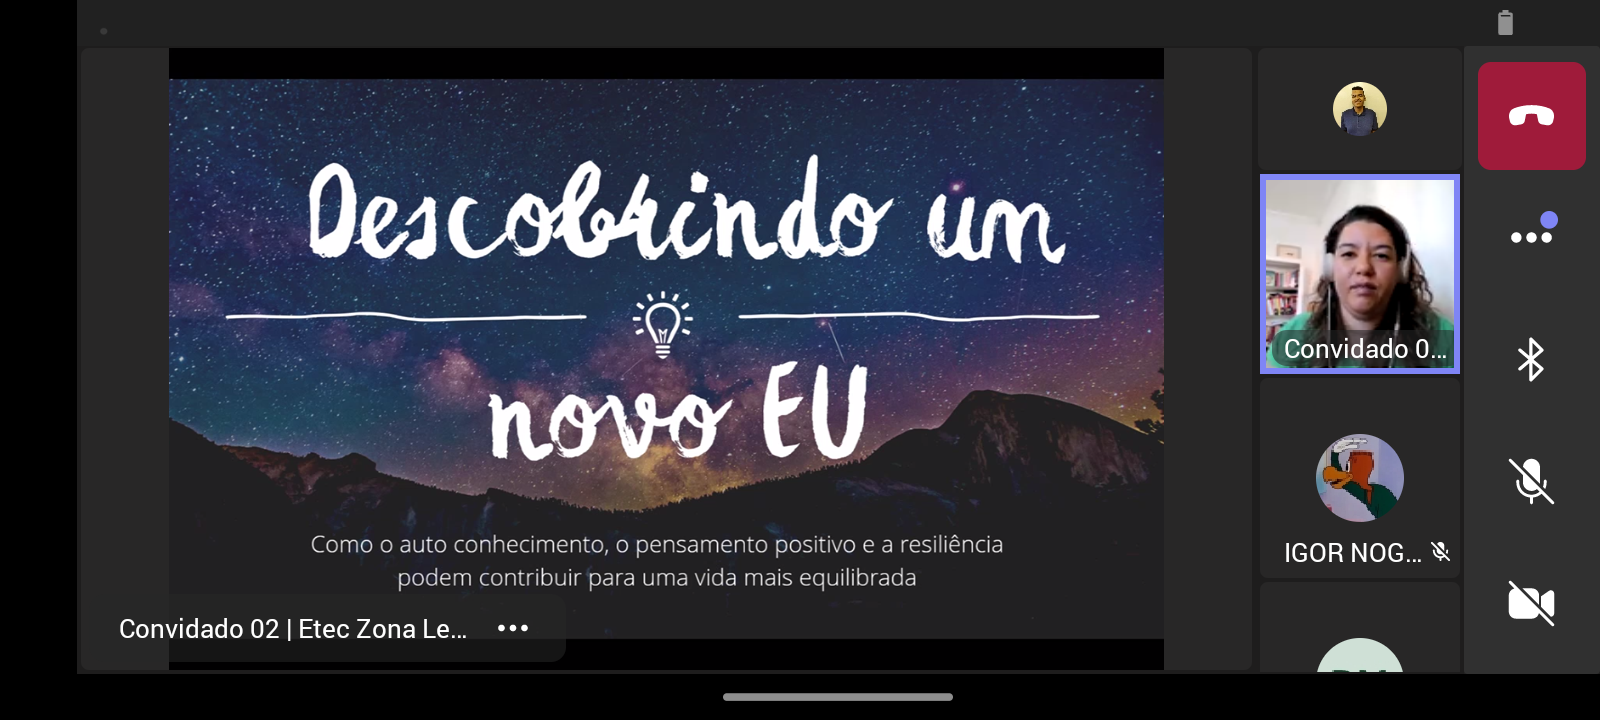 Descobrindo um
novo EU
Como o auto conhecimento, o pensamento positivo e a resiliência
podem contribuir para uma vida mais equilibrada
Convidado 02 | Etec Zona Le...
Convidado 0...
IGOR NOG...